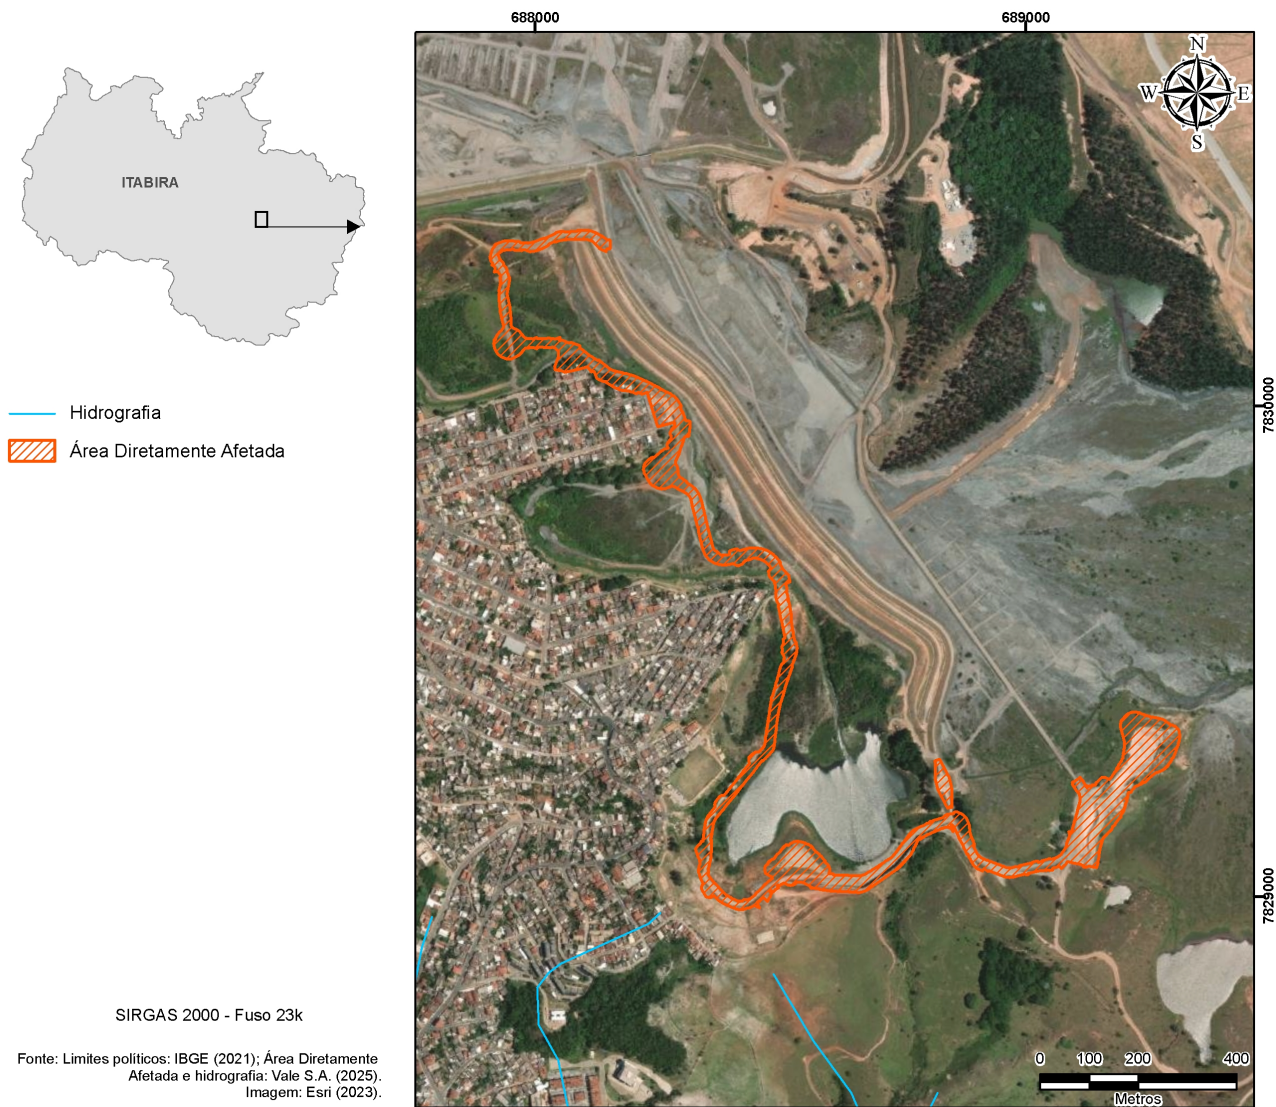 688000
689000
N
W
E
S
ITABIRA
7830000
Hidrografia
Área Diretamente Afetada
7829000
SIRGAS 2000 - Fuso 23k
Fonte: Limites políticos: IBGE (2021); Área Diretamente
Afetada e hidrografia: Vale S.A. (2025).
Imagem: Esri (2023).
0 100 200 400
Metros